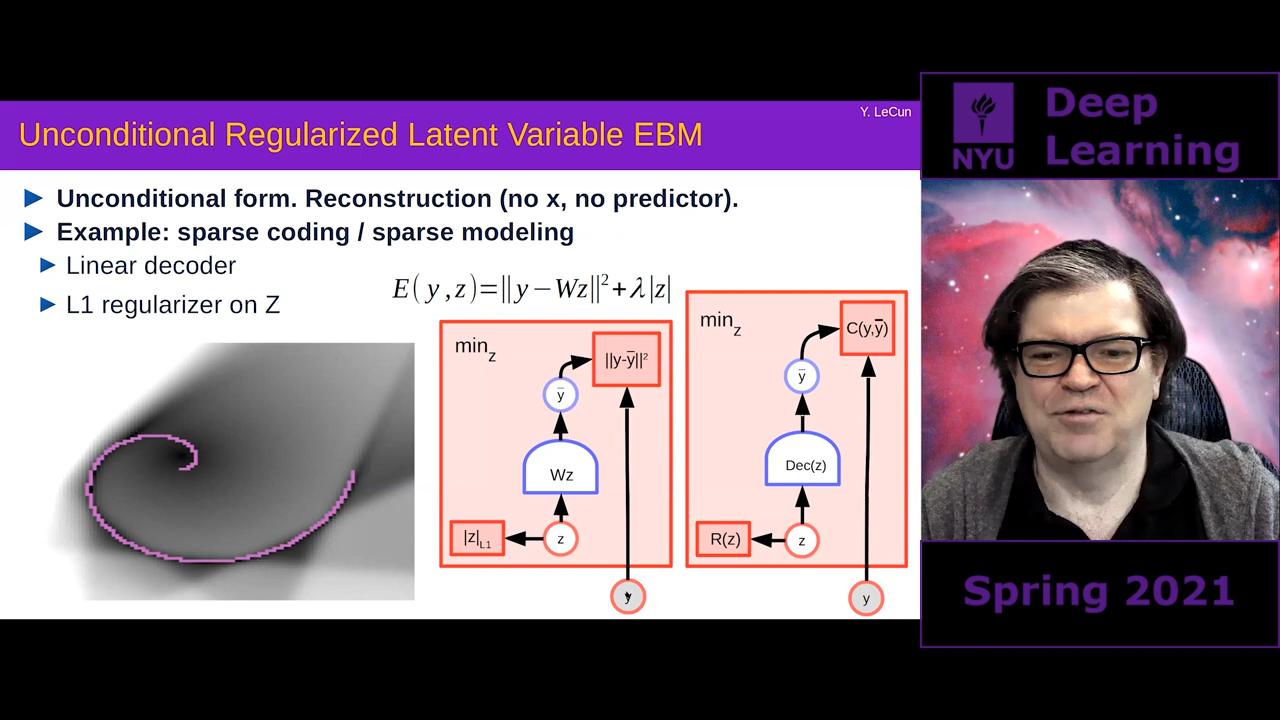 Y. LeCun
Unconditional Regularized Latent Variable EBM
Unconditional form. Reconstruction (no x, no predictor).
Example: sparse coding / sparse modeling
Linear decoder
L1 regularizer on Z
E(y,z)=||y−Wz||²+λ|z|
min_z
||y-ȳ||²
ȳ
Wz
|z|_L1
z
y
min_z
C(y,ȳ)
ȳ
Dec(z)
R(z)
z
y
NYU
Deep
Learning
Spring 2021